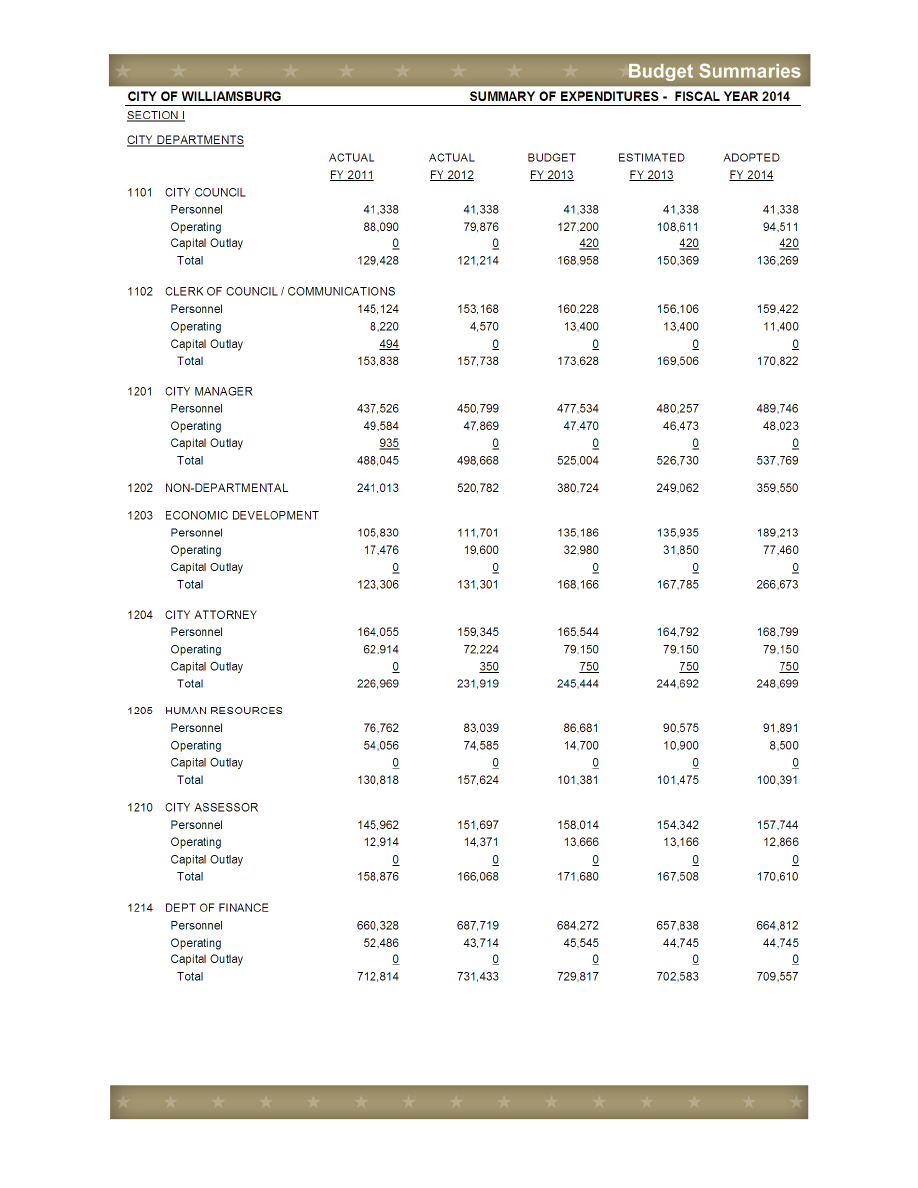 Budget Summaries
CITY OF WILLIAMSBURG SUMMARY OF EXPENDITURES - FISCAL YEAR 2014
SECTION I
CITY DEPARTMENTS
ACTUAL ACTUAL BUDGET ESTIMATED ADOPTED
FY 2011 FY 2012 FY 2013 FY 2013 FY 2014
1101 CITY COUNCIL
Personnel 41,338 41,338 41,338 41,338 41,338
Operating 88,090 79,876 127,200 108,611 94,511
Capital Outlay 0 0 420 420 420
Total 129,428 121,214 168,958 150,369 136,269
1102 CLERK OF COUNCIL / COMMUNICATIONS
Personnel 145,124 153,168 160,228 156,106 159,422
Operating 8,220 4,570 13,400 13,400 11,400
Capital Outlay 494 0 0 0 0
Total 153,838 157,738 173,628 169,506 170,822
1201 CITY MANAGER
Personnel 437,526 450,799 477,534 480,257 489,746
Operating 49,584 47,869 47,470 46,473 48,023
Capital Outlay 935 0 0 0 0
Total 488,045 498,668 525,004 526,730 537,769
1202 NON-DEPARTMENTAL 241,013 520,782 380,724 249,062 359,550
1203 ECONOMIC DEVELOPMENT
Personnel 105,830 111,701 135,186 135,935 189,213
Operating 17,476 19,600 32,980 31,850 77,460
Capital Outlay 0 0 0 0 0
Total 123,306 131,301 168,166 167,785 266,673
1204 CITY ATTORNEY
Personnel 164,055 159,345 165,544 164,792 168,799
Operating 62,914 72,224 79,150 79,150 79,150
Capital Outlay 0 350 750 750 750
Total 226,969 231,919 245,444 244,692 248,699
1205 HUMAN RESOURCES
Personnel 76,762 83,039 86,681 90,575 91,891
Operating 54,056 74,585 14,700 10,900 8,500
Capital Outlay 0 0 0 0 0
Total 130,818 157,624 101,381 101,475 100,391
1210 CITY ASSESSOR
Personnel 145,962 151,697 158,014 154,342 157,744
Operating 12,914 14,371 13,666 13,166 12,866
Capital Outlay 0 0 0 0 0
Total 158,876 166,068 171,680 167,508 170,610
1214 DEPT OF FINANCE
Personnel 660,328 687,719 684,272 657,838 664,812
Operating 52,486 43,714 45,545 44,745 44,745
Capital Outlay 0 0 0 0 0
Total 712,814 731,433 729,817 702,583 709,557